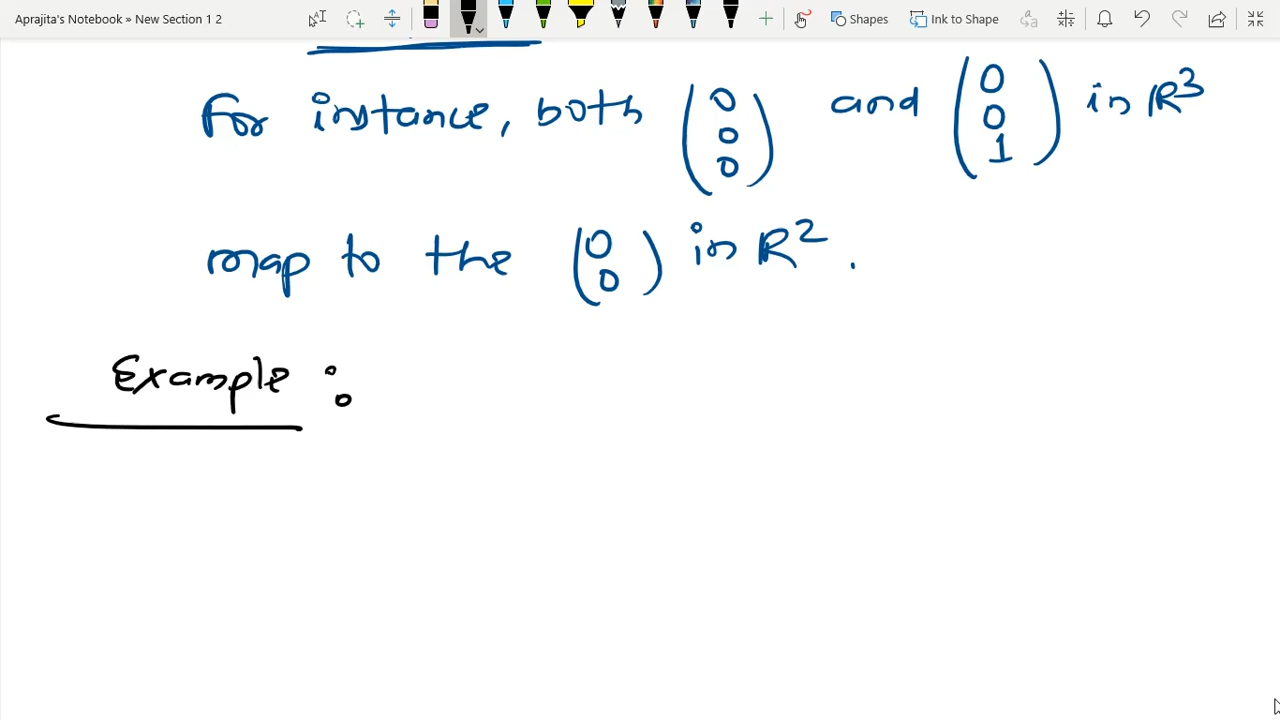 Aprajita's Notebook » New Section 1 2
Shapes
Ink to Shape
For instance, both (0 0 0) and (0 0 1) in R³
map to the (0 0) in R².
Example :